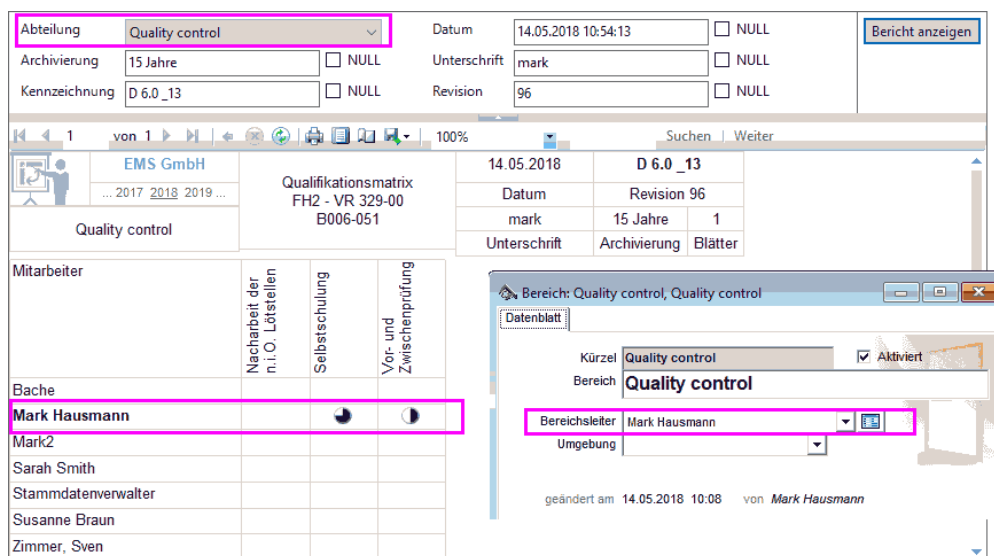 Abteilung Quality control Datum 14.05.2018 10:54:13 NULL Bericht anzeigen
Archivierung 15 Jahre NULL Unterschrift mark NULL
Kennzeichnung D 6.0 _13 NULL Revision 96 NULL
1 von 1 100% Suchen | Weiter
EMS GmbH
... 2017 2018 2019 ...
Quality control
Qualifikationsmatrix
FH2 - VR 329-00
B006-051
14.05.2018 D 6.0 _13
Datum Revision 96
mark 15 Jahre 1
Unterschrift Archivierung Blätter
Mitarbeiter
Nacharbeit der
n.i.O. Lötstellen
Selbstschulung
Vor- und
Zwischenprüfung
Bache
Mark Hausmann
Mark2
Sarah Smith
Stammdatenverwalter
Susanne Braun
Zimmer, Sven
Bereich: Quality control, Quality control
Datenblatt
Kürzel Quality control Aktiviert
Bereich Quality control
Bereichsleiter Mark Hausmann
Umgebung
geändert am 14.05.2018 10:08 von Mark Hausmann